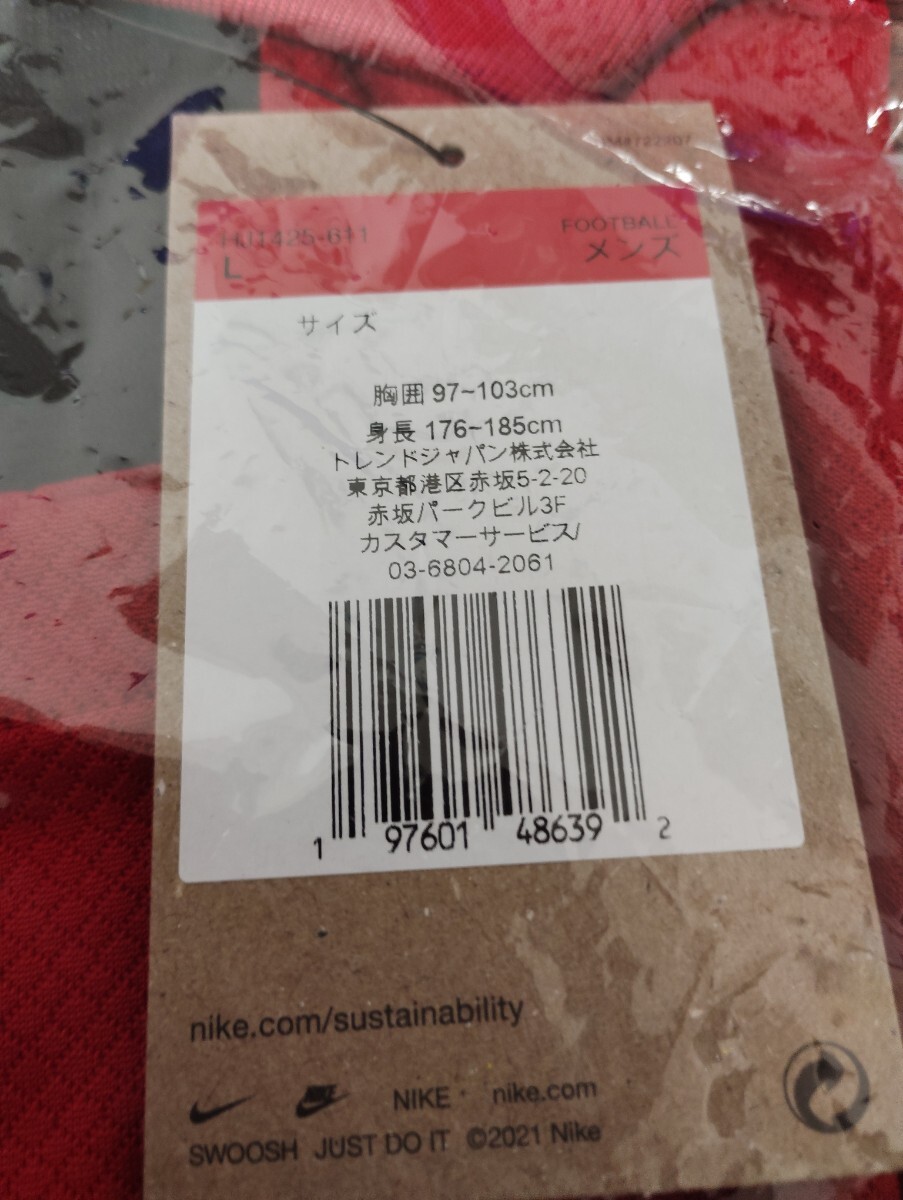 HJ1425-611
FOOTBALL
L
メンズ
サイズ
胸囲 97~103cm
身長 176~185cm
トレンドジャパン株式会社
東京都港区赤坂5-2-20
赤坂パークビル3F
カスタマーサービス/
03-6804-2061
1 97601 48639 2
nike.com/sustainability
NIKE nike.com
SWOOSH JUST DO IT ©2021 Nike